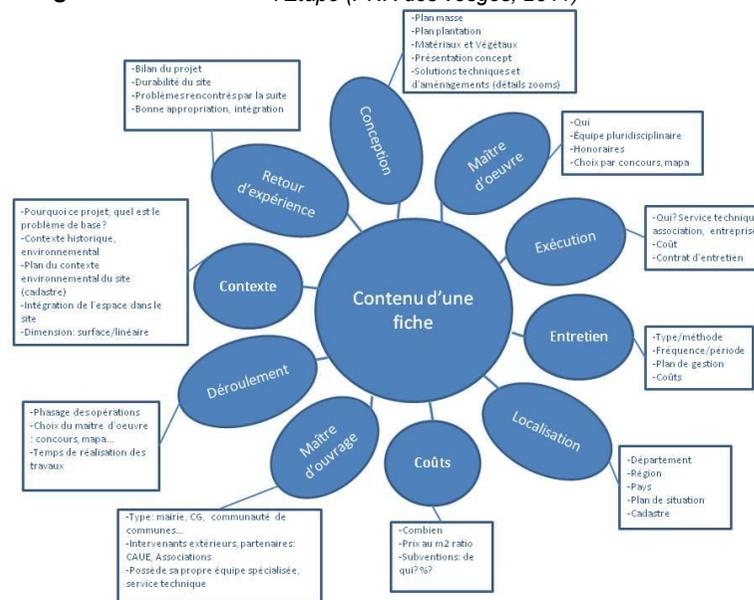 l'Étape (PNR des Vosges, 2011)
-Plan masse
-Plan plantation
-Matériaux et Végétaux
-Présentation concept
-Solutions techniques et
d'aménagements (détails zooms)
-Bilan du projet
-Durabilité du site
-Problèmes rencontrés par la suite
-Bonne appropriation, intégration
Conception
-Qui
-Équipe pluridisciplinaire
-Honoraires
-Choix par concours, mapa
Maître
d'oeuvre
Retour
d'expérience
-Pourquoi ce projet, quel est le
problème de base?
-Contexte historique,
environnemental
-Plan du contexte
environnemental du site
(cadastre)
-Intégration de l'espace dans le
site
-Dimension: surface/linéaire
Exécution
-Qui? Service techniqu
association, entreprise
-Coût
-Contrat d'entretien
Contexte
Contenu d'une
fiche
Entretien
-Type/méthode
-Fréquence/période
-Plan de gestion
-Coûts
Déroulement
-Phasage des opérations
-Choix du maitre d'oeuvre
: concours, mapa...
-Temps de réalisation des
travaux
Localisation
-Département
-Région
-Pays
-Plan de situation
-Cadastre
Maître
d'ouvrage
Coûts
-Type: mairie, CG, communauté de
communes...
-Intervenants extérieurs, partenaires:
CAUE, Associations
-Possède sa propre équipe spécialisée,
service technique
-Combien
-Prix au m2 ratio
-Subventions: de
qui? %?